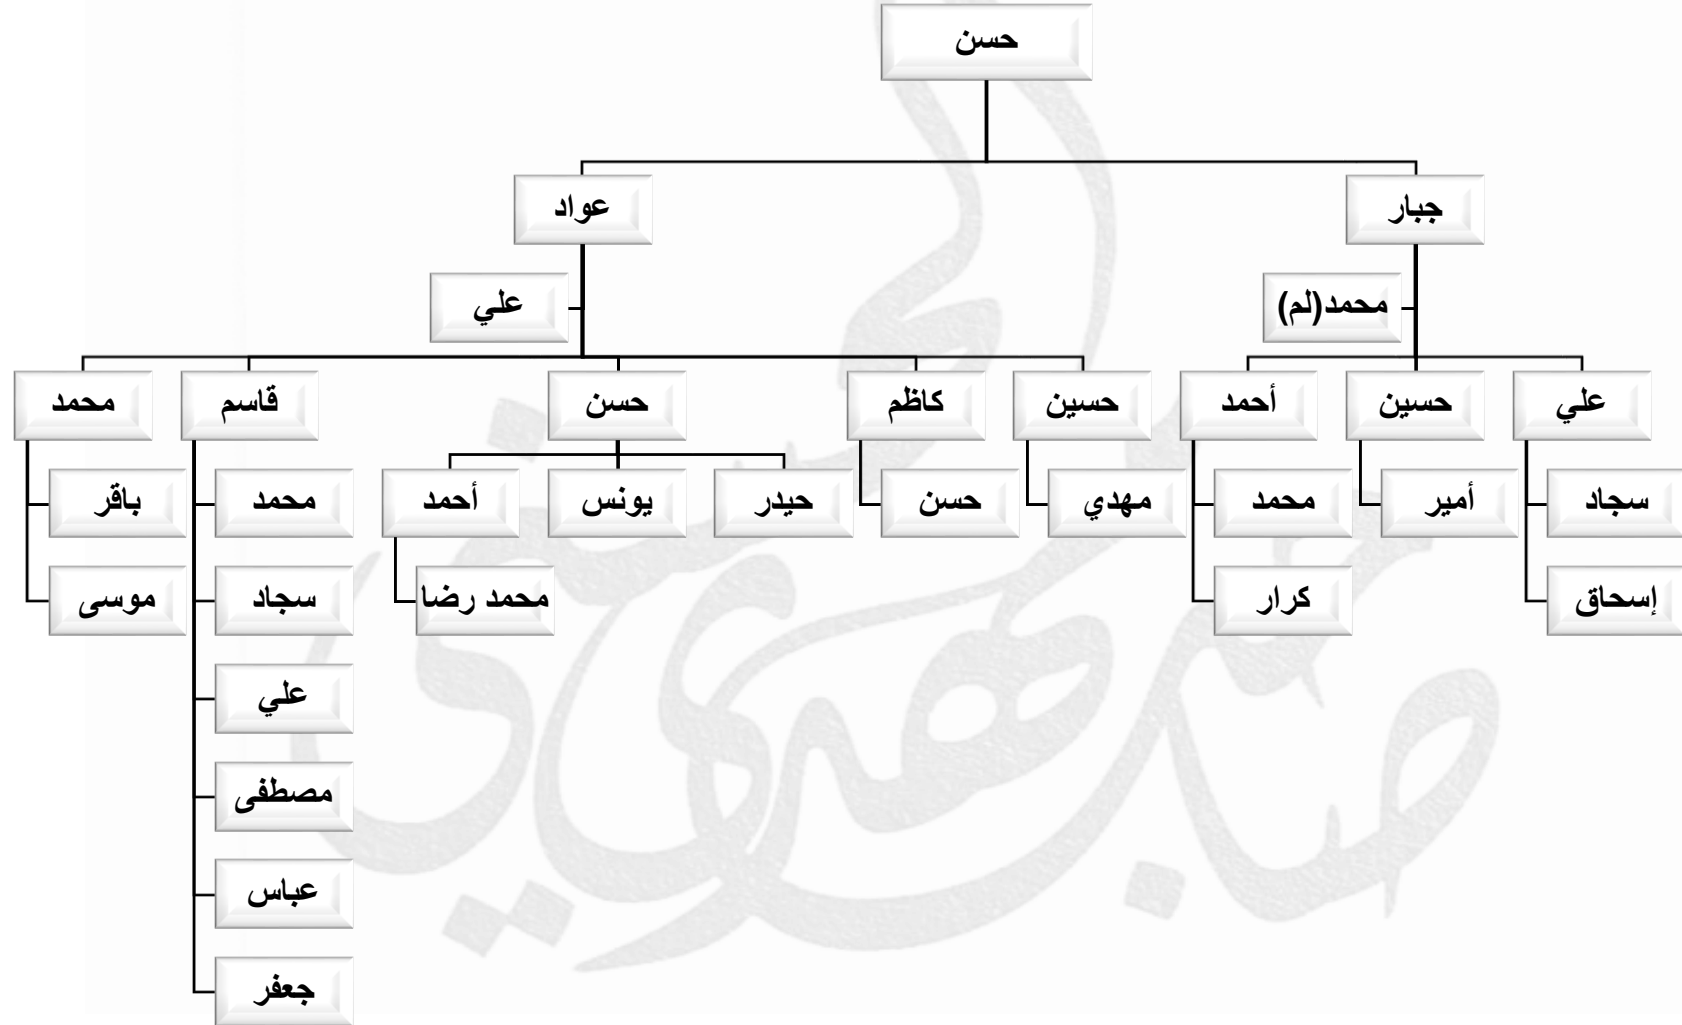 حسن
جبار
عواد
محمد(لم)
علي
علي
حسين
أحمد
حسين
كاظم
حسن
قاسم
محمد
سجاد
أمير
محمد
مهدي
حسن
حيدر
يونس
أحمد
محمد
باقر
إسحاق
كرار
محمد رضا
سجاد
موسى
علي
مصطفى
عباس
جعفر